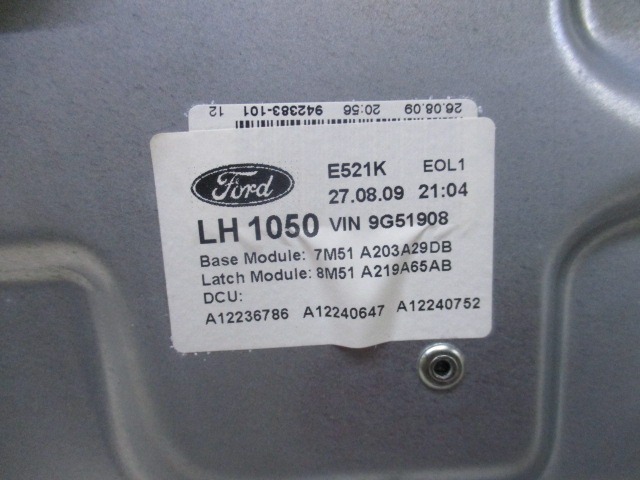 26.08.09 20:56 942383-101 12
Ford E521K EOL1
27.08.09 21:04
LH 1050 VIN 9G51908
Base Module: 7M51 A203A29DB
Latch Module: 8M51 A219A65AB
DCU:
A12236786 A12240647 A12240752